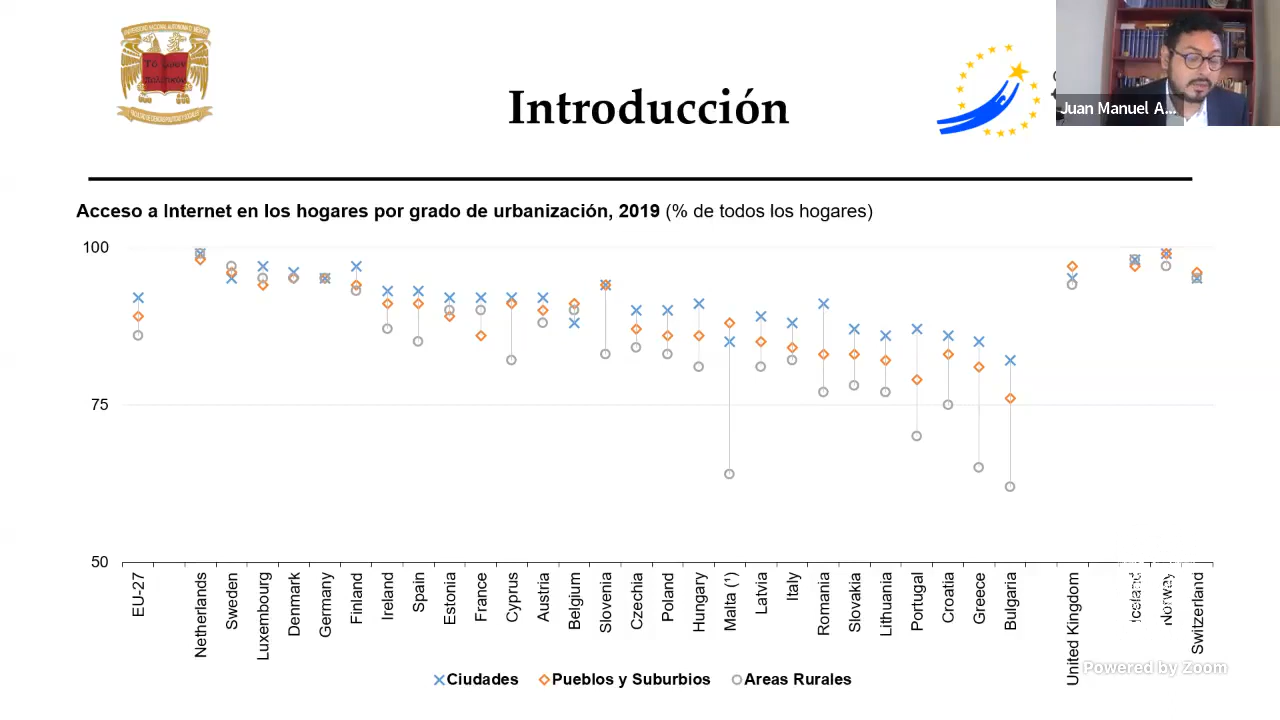 Introducción
Juan Manuel A...
Acceso a Internet en los hogares por grado de urbanización, 2019 (% de todos los hogares)
100
75
50
EU-27
Netherlands
Sweden
Luxembourg
Denmark
Germany
Finland
Ireland
Spain
Estonia
France
Cyprus
Austria
Belgium
Slovenia
Czechia
Poland
Hungary
Malta (¹)
Latvia
Italy
Romania
Slovakia
Lithuania
Portugal
Croatia
Greece
Bulgaria
United Kingdom
Iceland
Norway
Switzerland
Ciudades Pueblos y Suburbios Areas Rurales
Powered by Zoom